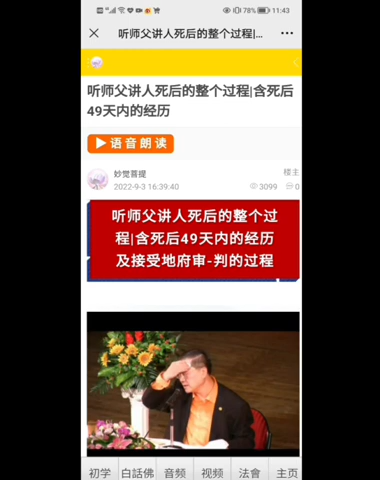 78% 11:43
听师父讲人死后的整个过程|...
听师父讲人死后的整个过程|含死后
49天内的经历
▶语音朗读
妙觉菩提
楼主
2022-9-3 16:39:40
3099
0
听师父讲人死后的整个过
程|含死后49天内的经历
及接受地府审-判的过程
初学 白話佛 音频 视频 法會 主页